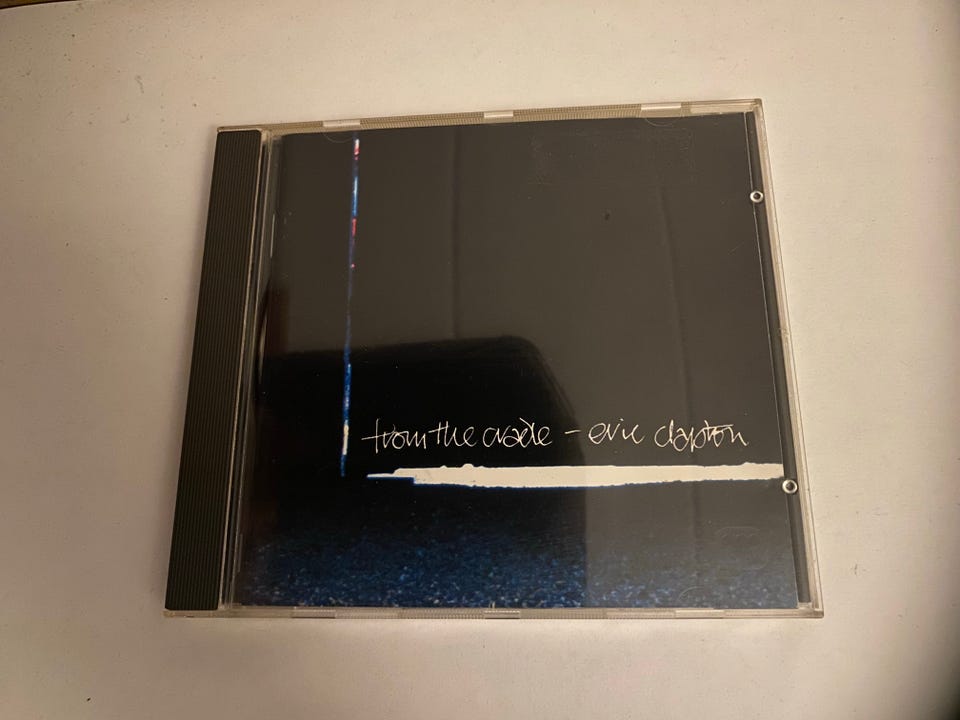 from the cradle - eric clapton